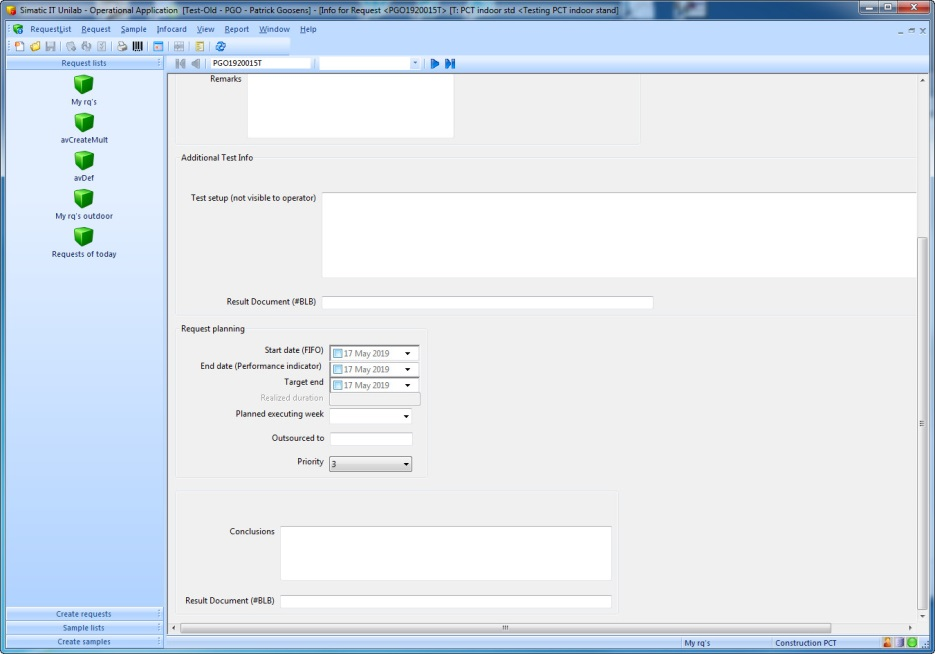 Simatic IT Unilab - Operational Application [Test-Old - PGO - Patrick Goosens] - [Info for Request <PGO1920015T> [T: PCT indoor std <Testing PCT indoor stand]
RequestList Request Sample Infocard View Report Window Help
Request lists
PGO1920015T
My rq's
avCreateMult
avDef
My rq's outdoor
Requests of today
Remarks
Additional Test Info
Test setup (not visible to operator)
Result Document (#BLB)
Request planning
Start date (FIFO) 17 May 2019
End date (Performance indicator) 17 May 2019
Target end 17 May 2019
Realized duration
Planned executing week
Outsourced to
Priority 3
Conclusions
Result Document (#BLB)
Create requests
Sample lists
Create samples
My rq's Construction PCT